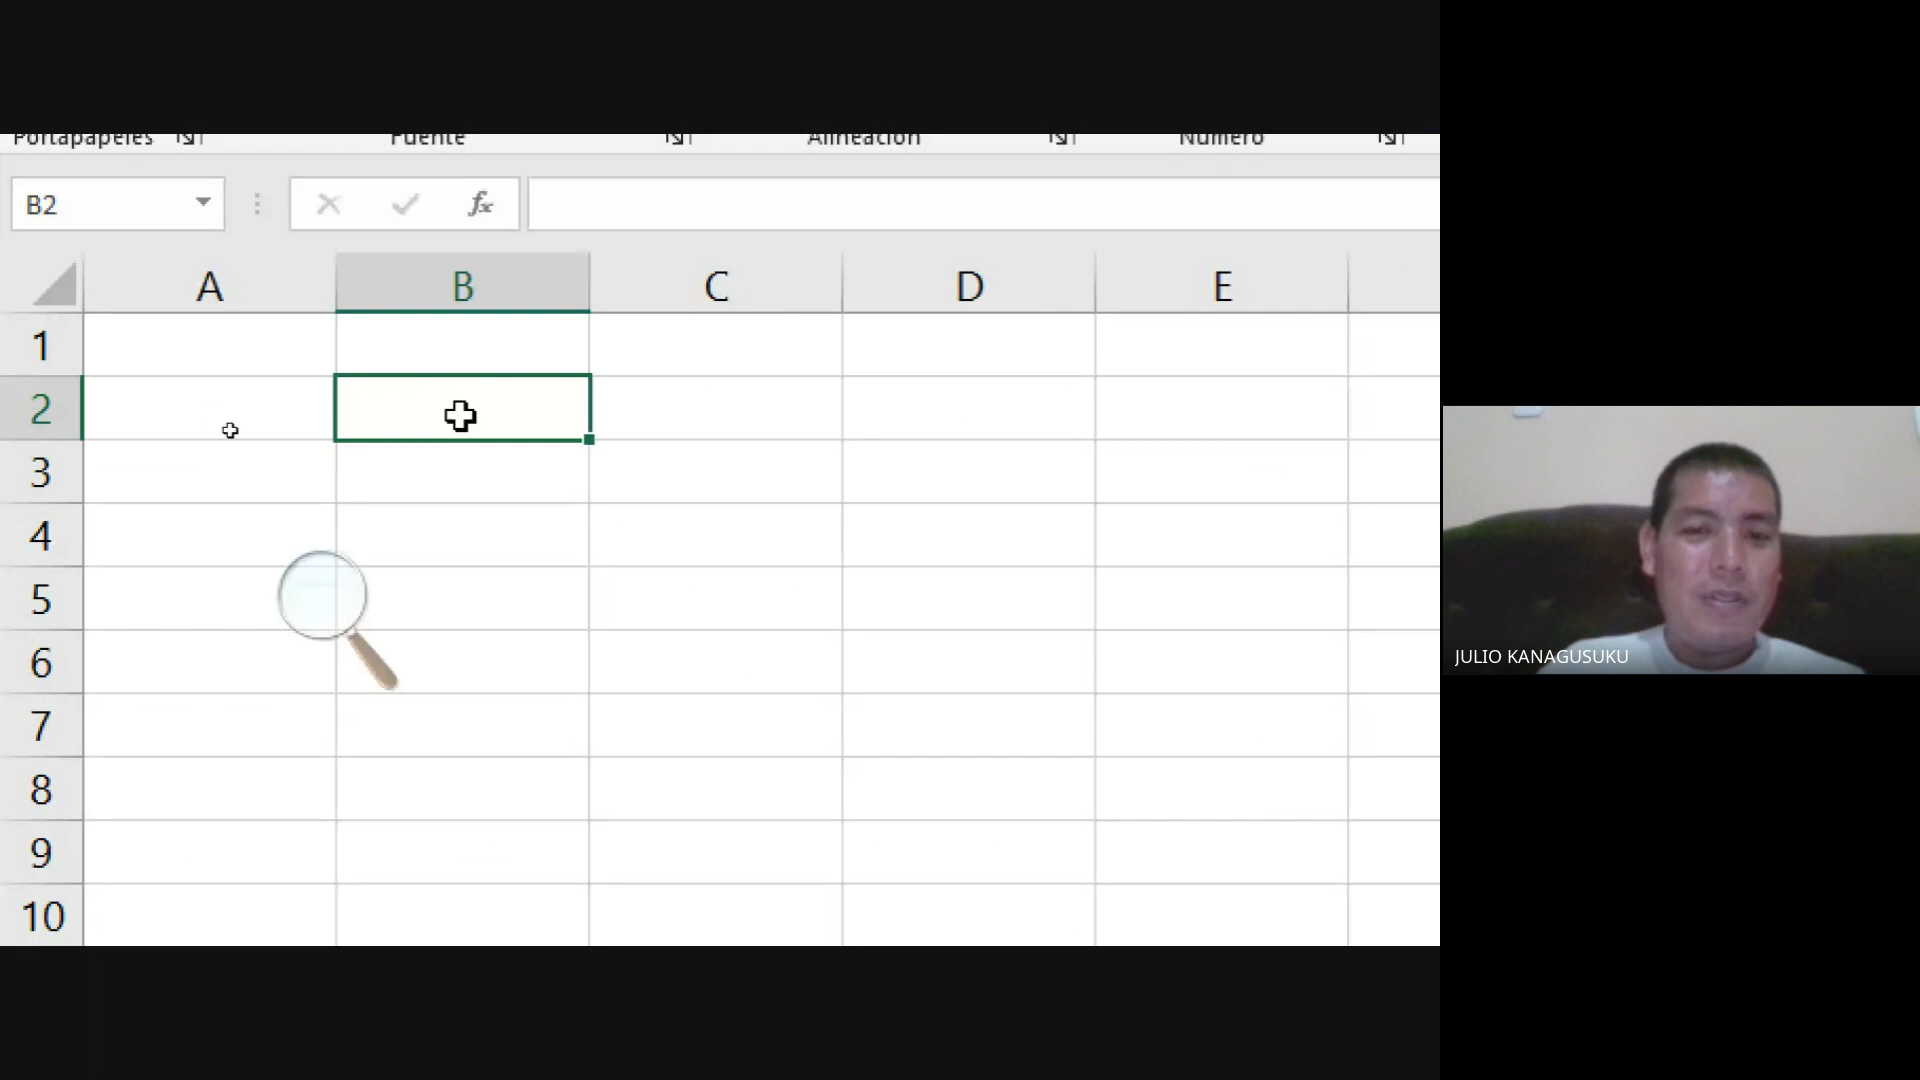 Portapapeles Fuente Alineación Número
B2 fx
A B C D E
1
2
3
4
5
6
7
8
9
10
JULIO KANAGUSUKU